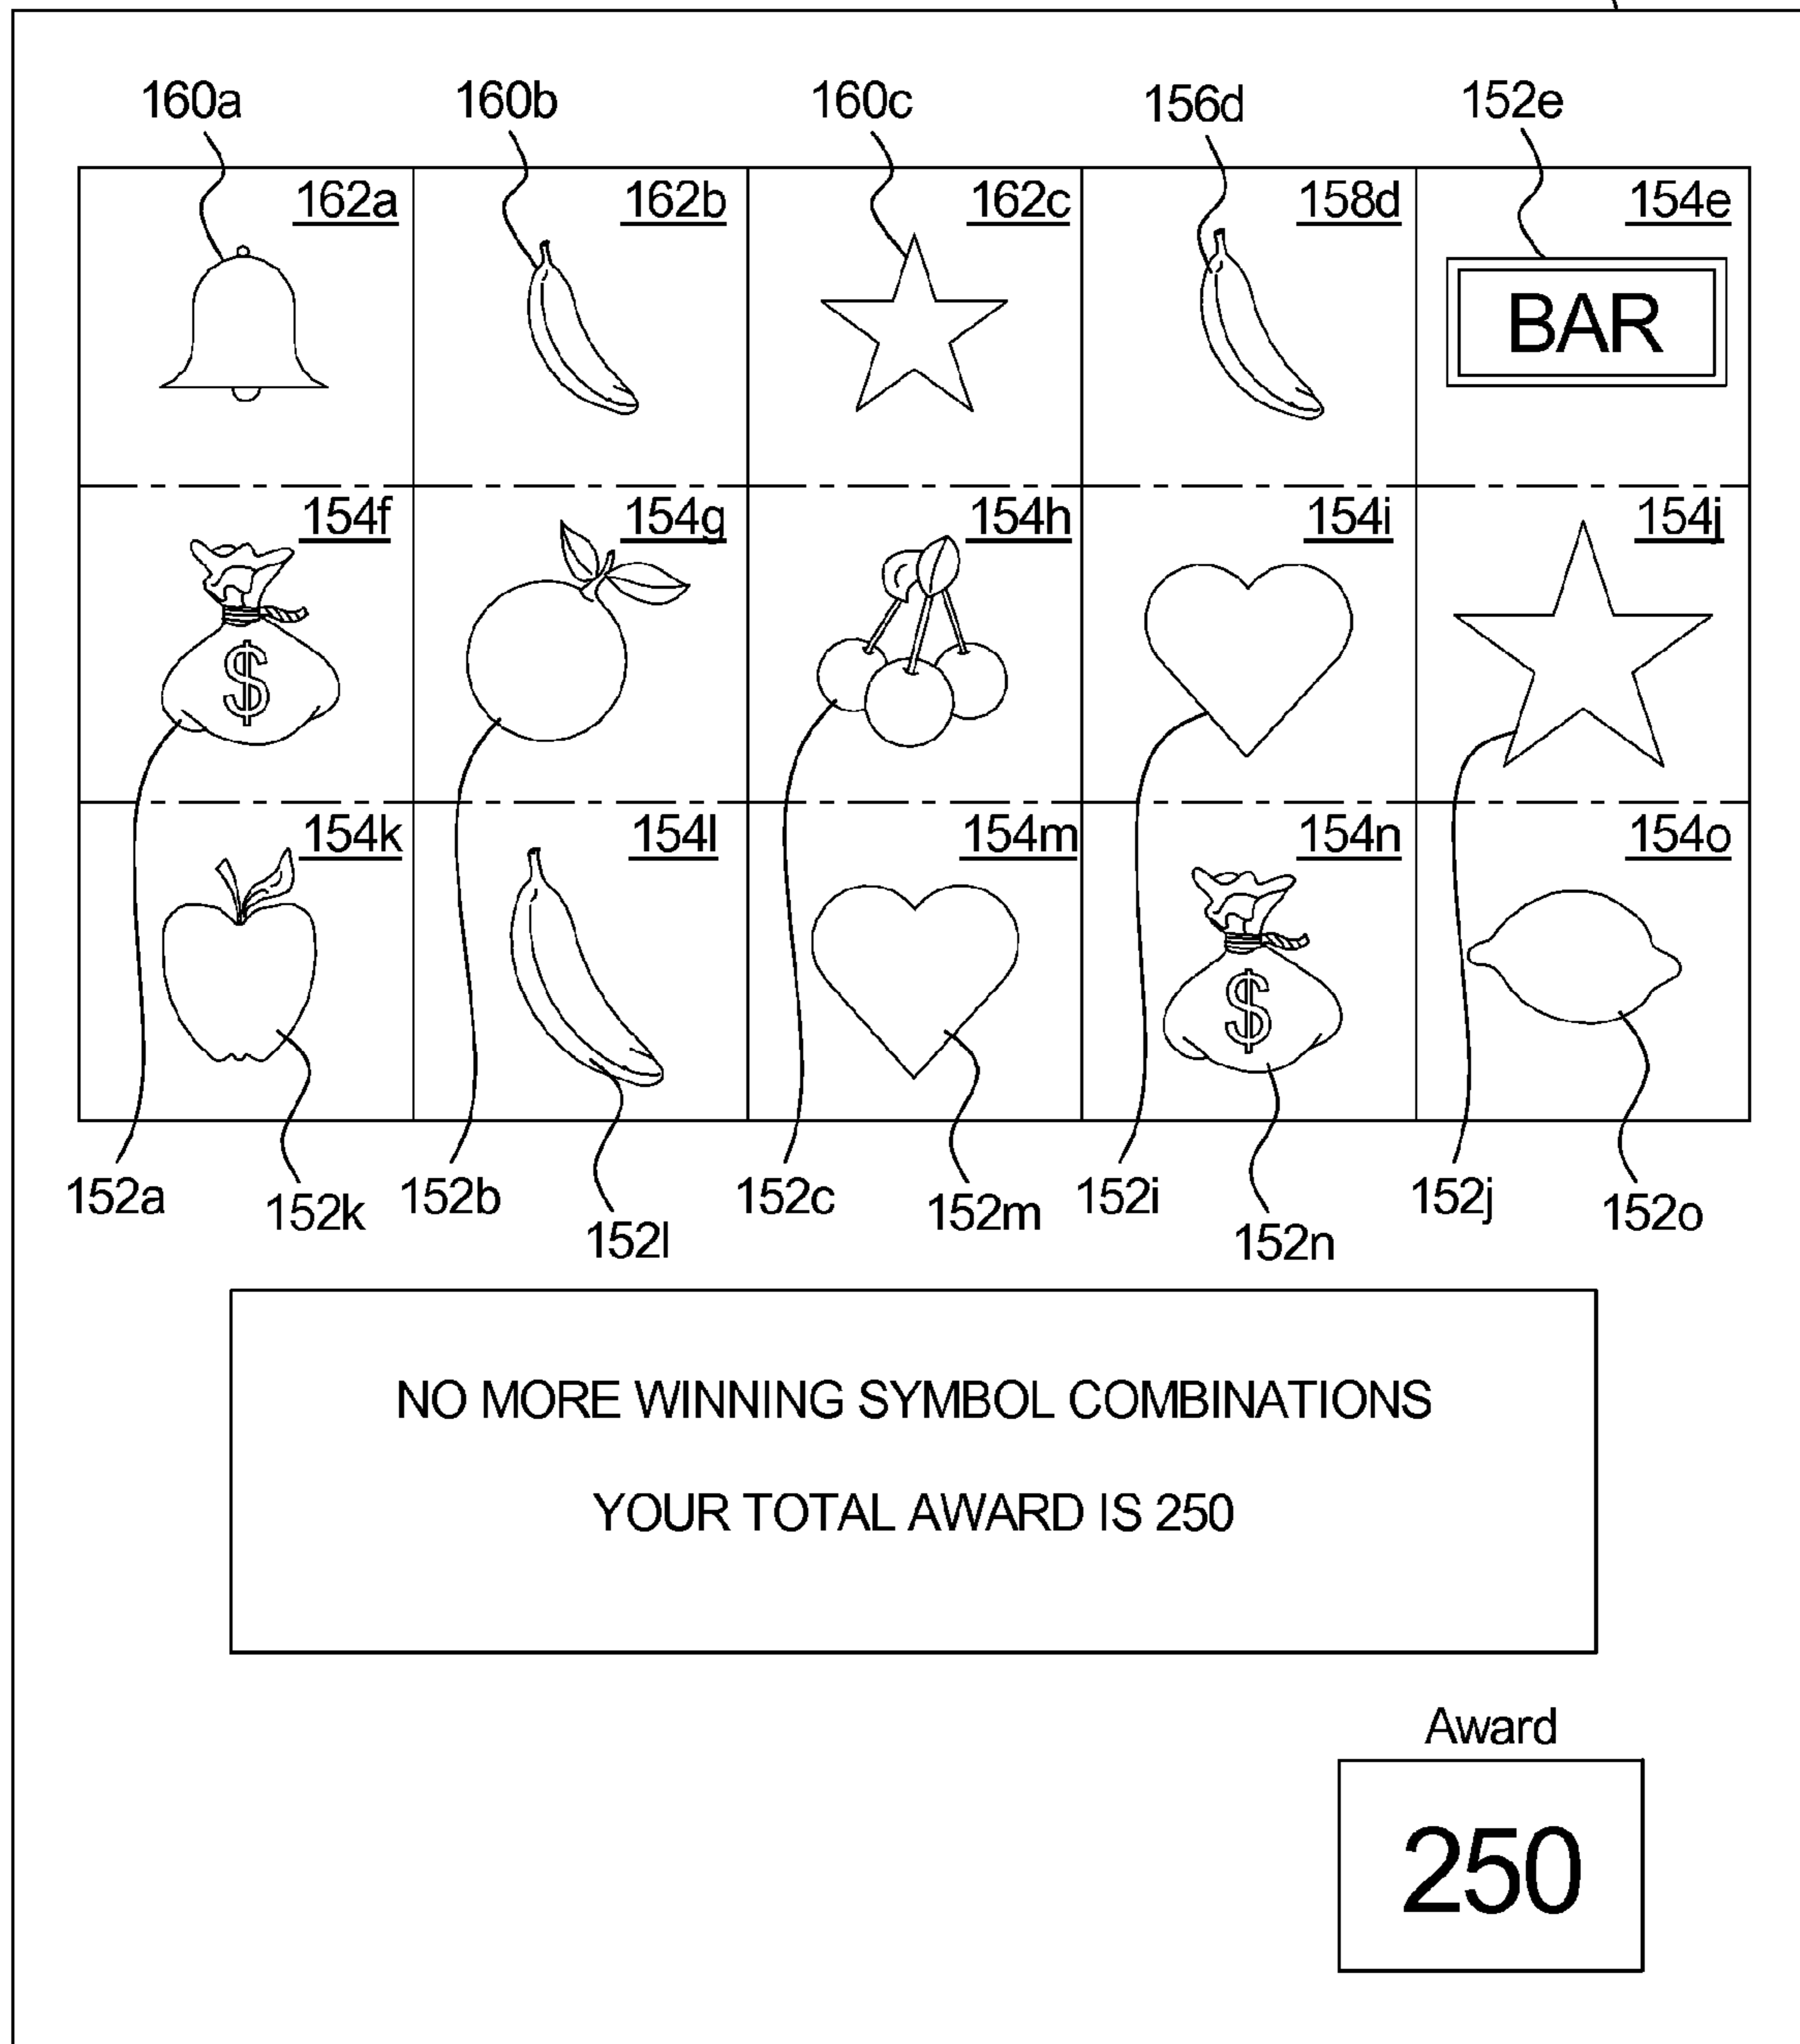 160a 160b 160c 156d 152e
162a 162b 162c 158d 154e
BAR
154f 154g 154h 154i 154j
$
154k 154l 154m 154n 154o
$
152a 152k 152b 152l 152c 152m 152i 152n 152j 152o
NO MORE WINNING SYMBOL COMBINATIONS
YOUR TOTAL AWARD IS 250
Award
250